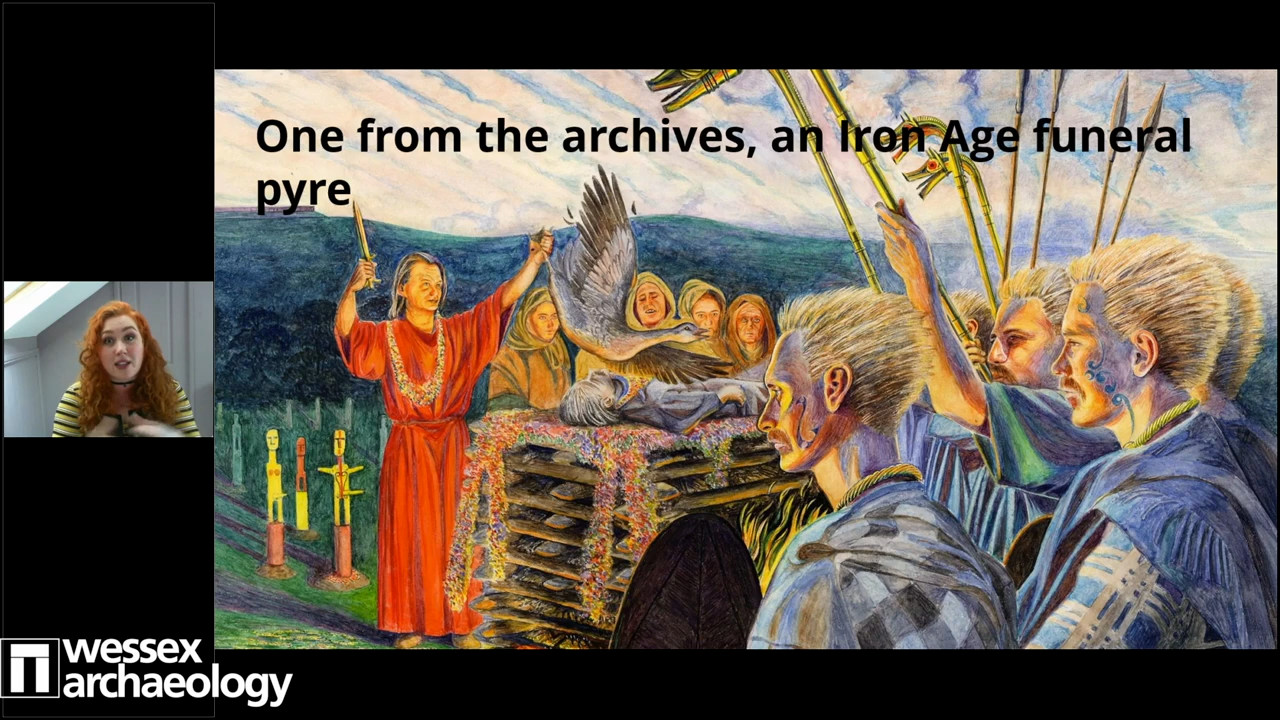 One from the archives, an Iron Age funeral
pyre
wessex
archaeology